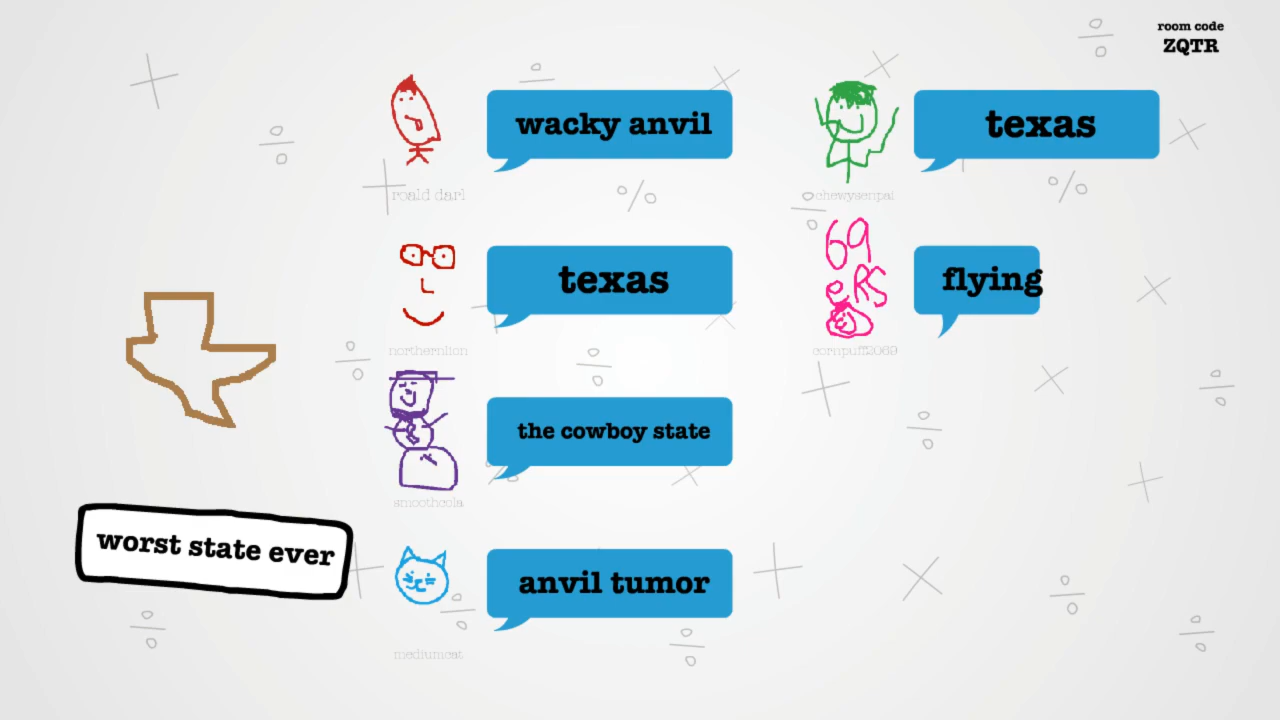 room code
ZQTR
wacky anvil
roald darl
texas
chewysenpai
texas
northernlion
69
eRS
flying
cornpuff2069
the cowboy state
smoothcola
worst state ever
anvil tumor
mediumcat